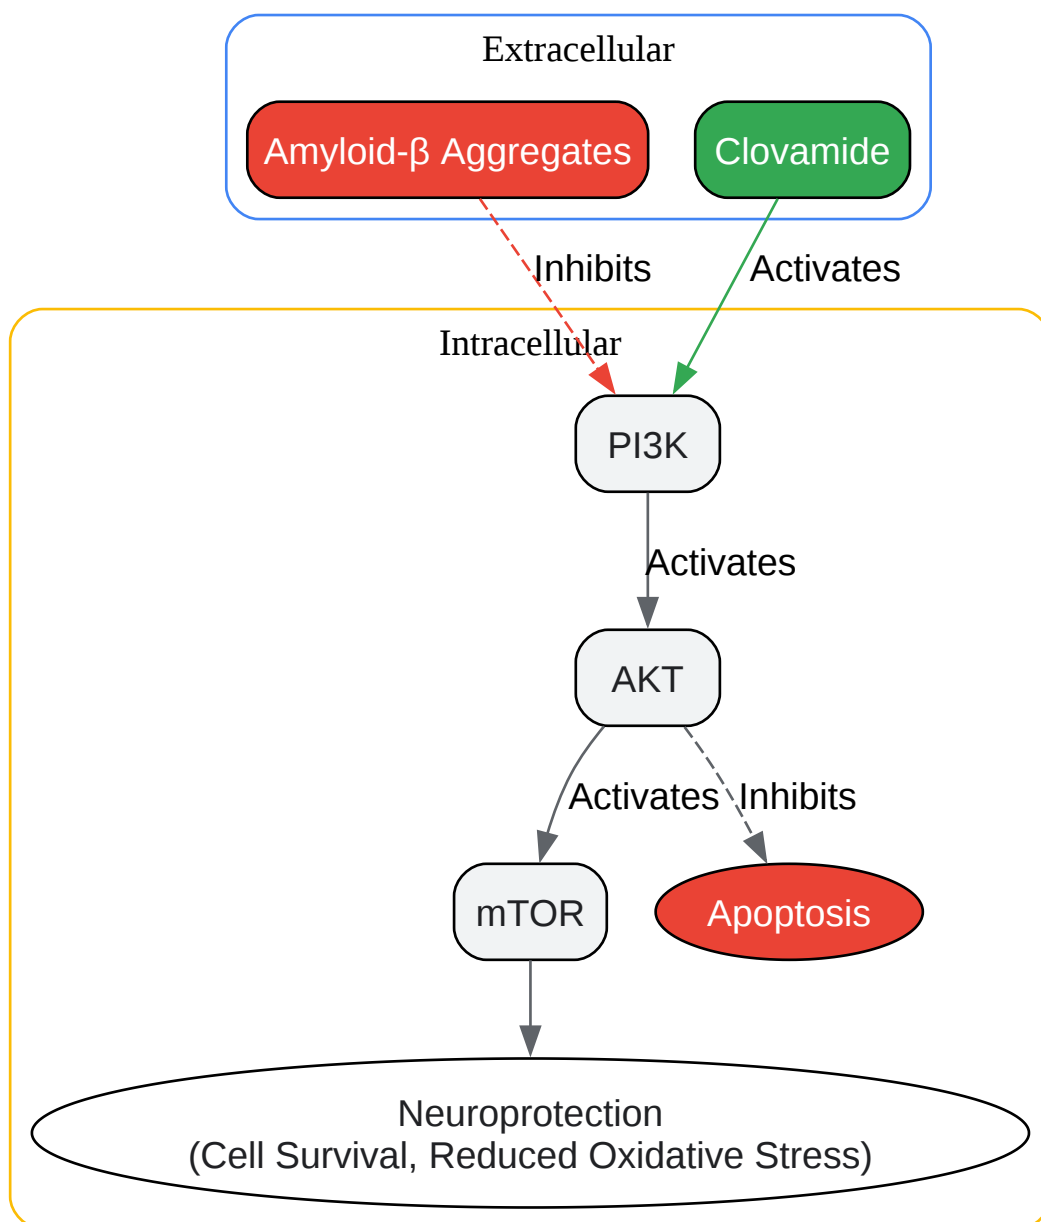 Extracellular
Amyloid-β Aggregates
Clovamide
Inhibits
Activates
Intracellular
PI3K
Activates
AKT
Activates
Inhibits
mTOR
Apoptosis
Neuroprotection
(Cell Survival, Reduced Oxidative Stress)